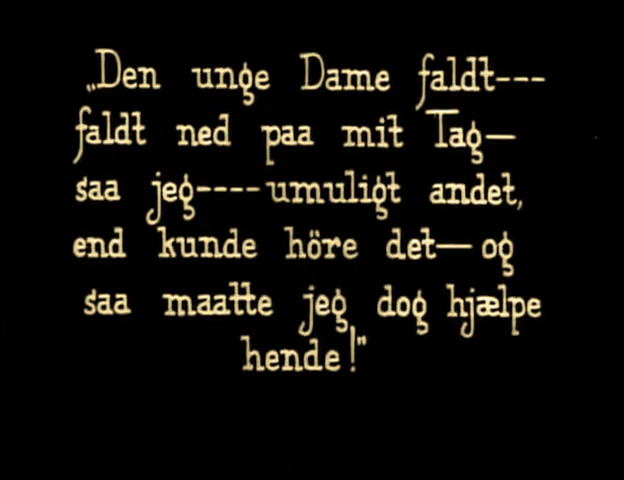 „Den unge Dame faldt---
faldt ned paa mit Tag—
saa jeg----umuligt andet,
end kunde höre det—og
saa maatte jeg dog hjælpe
hende!"